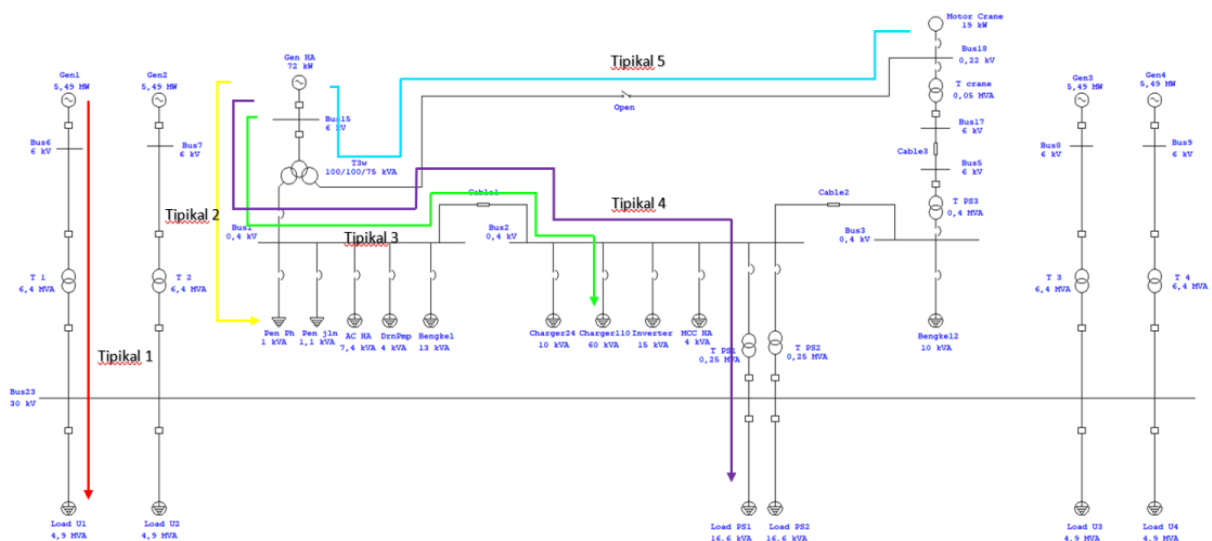 Motor Crane
19 kW
Bus18
0,22 kV
Tipikal 5
Gen HA
72 kW
Gen1
5,49 MW
Gen2
5,49 MW
T crane
0,05 MVA
Gen3
5,49 MW
Gen4
5,49 MW
Open
Bus15
6 kV
Bus17
6 kV
Bus6
6 kV
Bus7
6 kV
Cable3
Bus8
6 kV
Bus9
6 kV
T3w
100/100/75 kVA
Bus5
6 kV
Cable1
Cable2
Tipikal 4
T PS3
0,4 MVA
Tipikal 2
Bus1
0,4 kV
Tipikal 3
Bus2
0,4 kV
Bus3
0,4 kV
T 1
6,4 MVA
T 2
6,4 MVA
T 3
6,4 MVA
T 4
6,4 MVA
Pen Ph
1 kVA
Pen jln
1,1 kVA
AC HA
7,4 kVA
DrnPmp
4 kVA
Bengkel
13 kVA
Charger24
10 kVA
Charger110
60 kVA
Inverter
15 kVA
MCC HA
4 kVA
Bengkel2
10 kVA
T PS1
0,25 MVA
T PS2
0,25 MVA
Tipikal 1
Bus23
30 kV
Load U1
4,9 MVA
Load U2
4,9 MVA
Load PS1
16,6 kVA
Load PS2
16,6 kVA
Load U3
4,9 MVA
Load U4
4,9 MVA